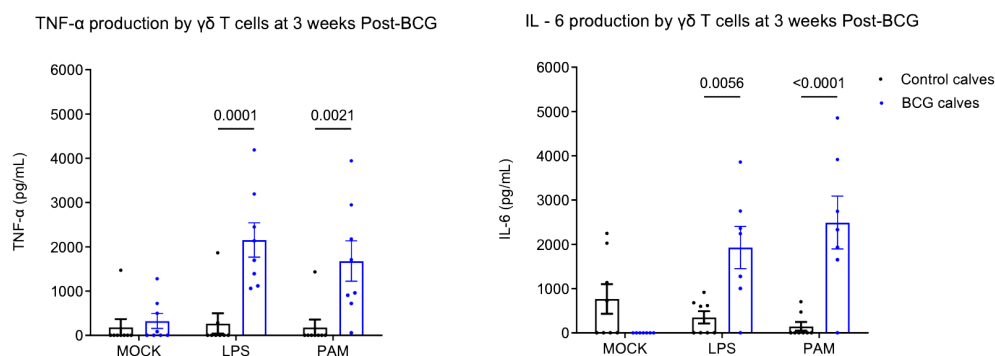 TNF-α production by γδ T cells at 3 weeks Post-BCG
TNF-α (pg/mL)
6000
5000
4000
3000
2000
1000
0
0.0001
0.0021
MOCK
LPS
PAM
IL - 6 production by γδ T cells at 3 weeks Post-BCG
IL-6 (pg/mL)
6000
5000
4000
3000
2000
1000
0
0.0056
<0.0001
MOCK
LPS
PAM
Control calves
BCG calves